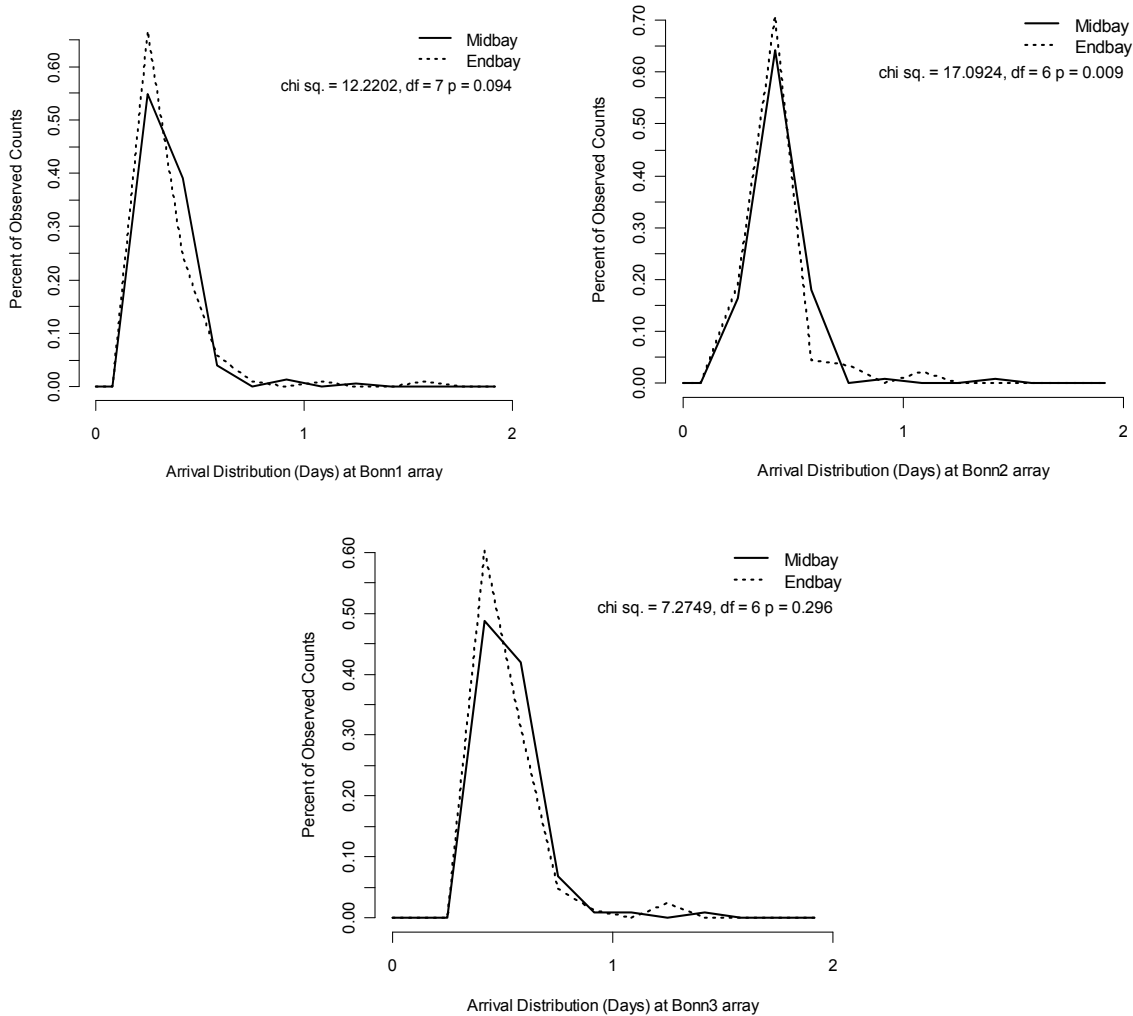 Midbay
Endbay
chi sq. = 12.2202, df = 7 p = 0.094
Percent of Observed Counts
0.00
0.10
0.20
0.30
0.40
0.50
0.60
0
1
2
Arrival Distribution (Days) at Bonn1 array
Midbay
Endbay
chi sq. = 17.0924, df = 6 p = 0.009
Percent of Observed Counts
0.00
0.10
0.20
0.30
0.40
0.50
0.60
0.70
0
1
2
Arrival Distribution (Days) at Bonn2 array
Midbay
Endbay
chi sq. = 7.2749, df = 6 p = 0.296
Percent of Observed Counts
0.00
0.10
0.20
0.30
0.40
0.50
0.60
0
1
2
Arrival Distribution (Days) at Bonn3 array